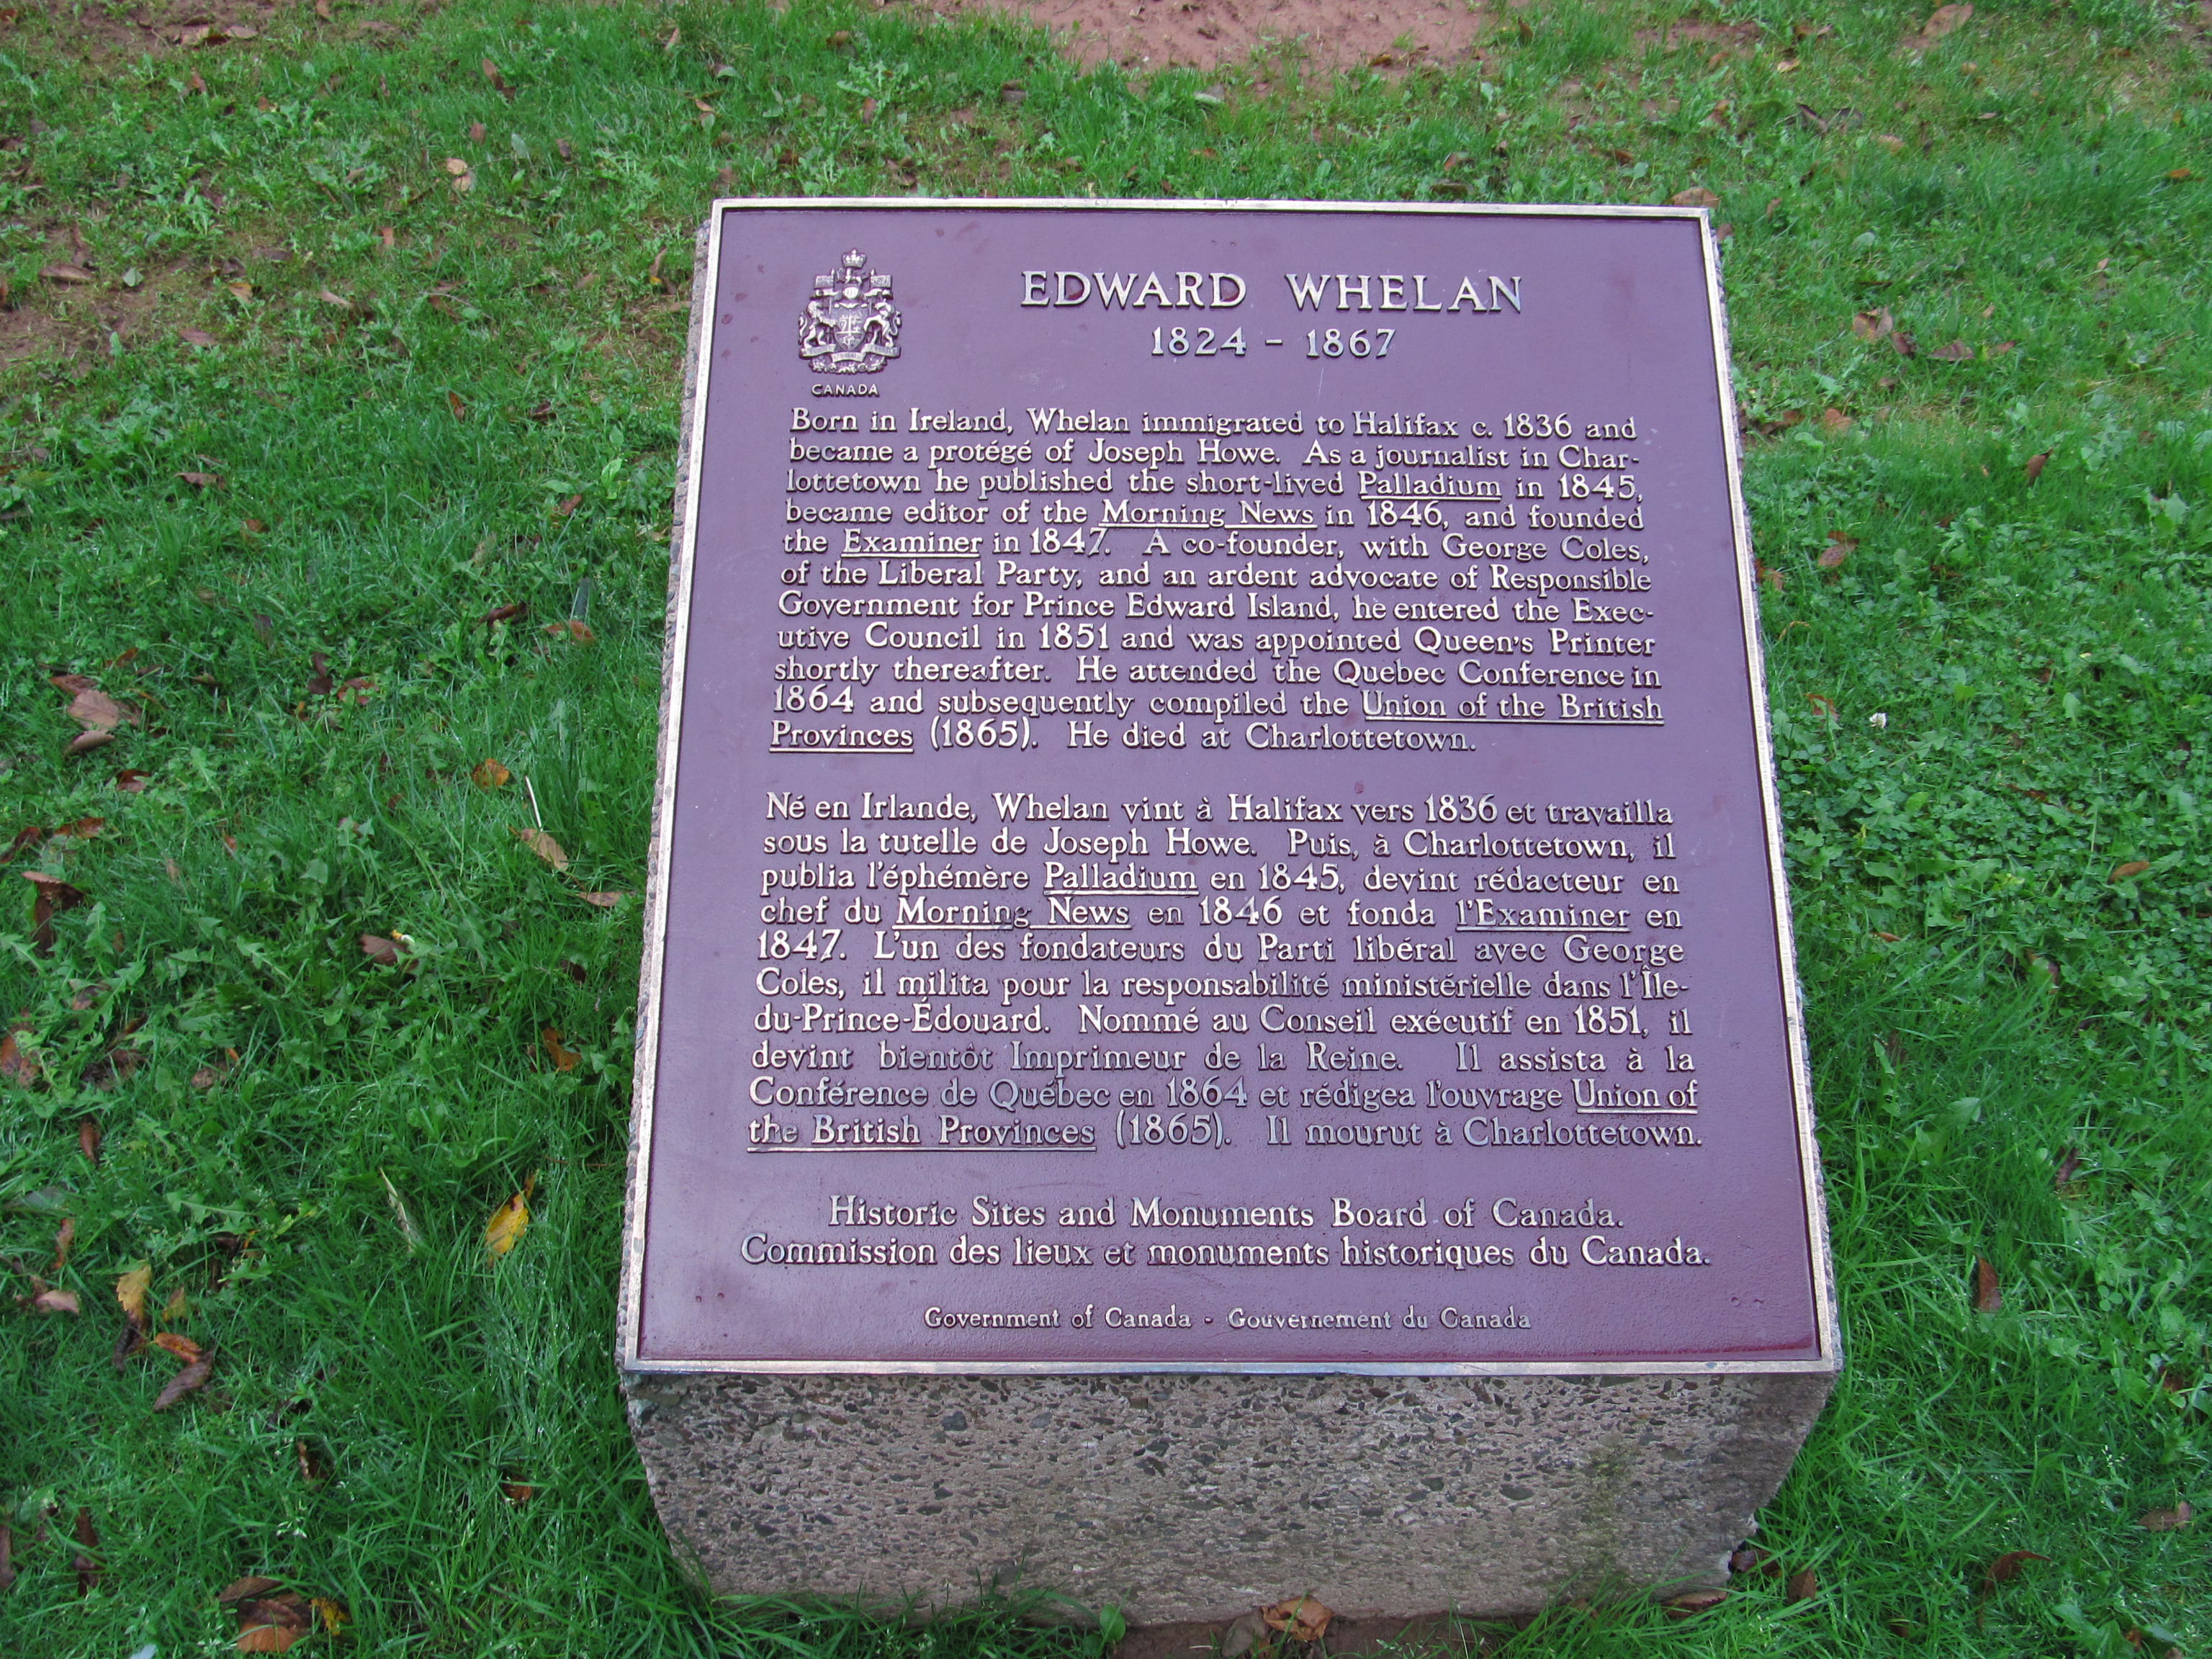 EDWARD WHELAN
1824 - 1867
CANADA
Born in Ireland, Whelan immigrated to Halifax c. 1836 and
became a protégé of Joseph Howe. As a journalist in Char-
lottetown he published the short-lived Palladium in 1845,
became editor of the Morning News in 1846, and founded
the Examiner in 1847. A co-founder, with George Coles,
of the Liberal Party, and an ardent advocate of Responsible
Government for Prince Edward Island, he entered the Exec-
utive Council in 1851 and was appointed Queen's Printer
shortly thereafter. He attended the Quebec Conference in
1864 and subsequently compiled the Union of the British
Provinces (1865). He died at Charlottetown.
Né en Irlande, Whelan vint à Halifax vers 1836 et travailla
sous la tutelle de Joseph Howe. Puis, à Charlottetown, il
publia l'éphémère Palladium en 1845, devint rédacteur en
chef du Morning News en 1846 et fonda l'Examiner en
1847. L'un des fondateurs du Parti libéral avec George
Coles, il milita pour la responsabilité ministérielle dans l'Île-
du-Prince-Édouard. Nommé au Conseil exécutif en 1851, il
devint bientôt Imprimeur de la Reine. Il assista à la
Conférence de Québec en 1864 et rédigea l'ouvrage Union of
the British Provinces (1865). Il mourut à Charlottetown.
Historic Sites and Monuments Board of Canada.
Commission des lieux et monuments historiques du Canada.
Government of Canada - Gouvernement du Canada